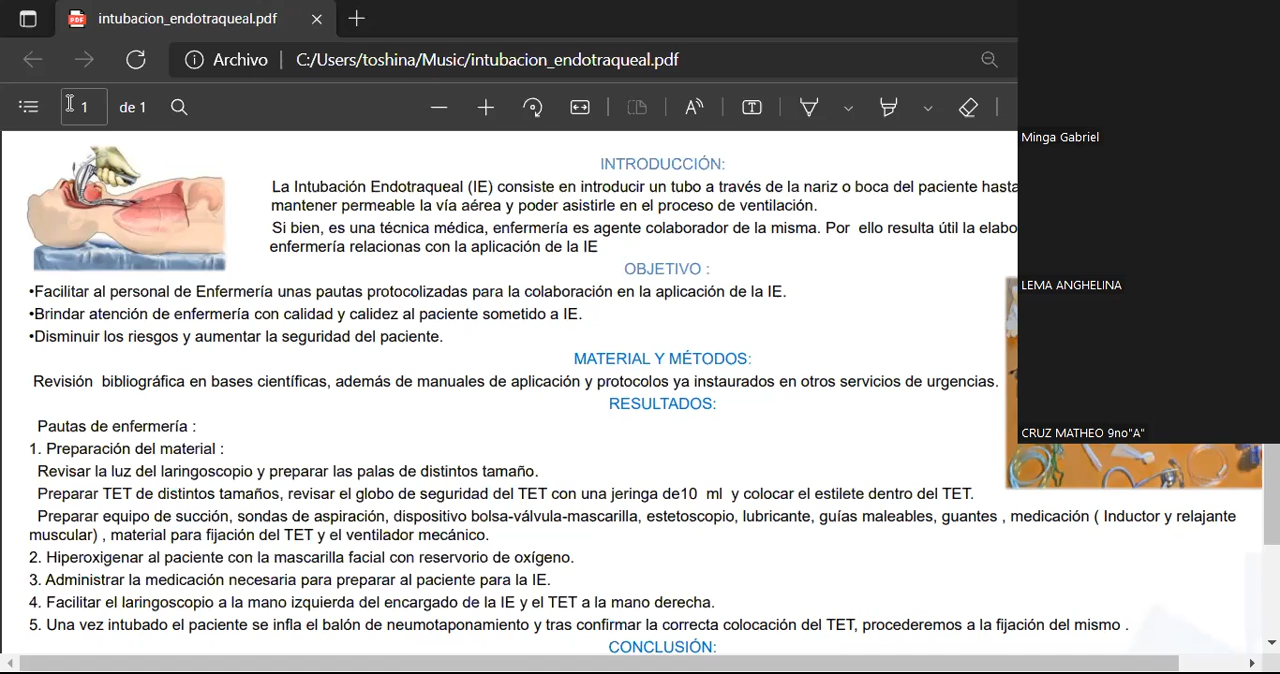 intubacion_endotraqueal.pdf
Archivo
C:/Users/toshina/Music/intubacion_endotraqueal.pdf
1 de 1
Minga Gabriel
INTRODUCCIÓN:
La Intubación Endotraqueal (IE) consiste en introducir un tubo a través de la nariz o boca del paciente hasta
mantener permeable la vía aérea y poder asistirle en el proceso de ventilación.
Si bien, es una técnica médica, enfermería es agente colaborador de la misma. Por ello resulta útil la elabo
enfermería relacionas con la aplicación de la IE
OBJETIVO :
LEMA ANGHELINA
•Facilitar al personal de Enfermería unas pautas protocolizadas para la colaboración en la aplicación de la IE.
•Brindar atención de enfermería con calidad y calidez al paciente sometido a IE.
•Disminuir los riesgos y aumentar la seguridad del paciente.
MATERIAL Y MÉTODOS:
Revisión bibliográfica en bases científicas, además de manuales de aplicación y protocolos ya instaurados en otros servicios de urgencias.
RESULTADOS:
Pautas de enfermería :
CRUZ MATHEO 9no"A"
1. Preparación del material :
Revisar la luz del laringoscopio y preparar las palas de distintos tamaño.
Preparar TET de distintos tamaños, revisar el globo de seguridad del TET con una jeringa de10 ml y colocar el estilete dentro del TET.
Preparar equipo de succión, sondas de aspiración, dispositivo bolsa-válvula-mascarilla, estetoscopio, lubricante, guías maleables, guantes , medicación ( Inductor y relajante
muscular) , material para fijación del TET y el ventilador mecánico.
2. Hiperoxigenar al paciente con la mascarilla facial con reservorio de oxígeno.
3. Administrar la medicación necesaria para preparar al paciente para la IE.
4. Facilitar el laringoscopio a la mano izquierda del encargado de la IE y el TET a la mano derecha.
5. Una vez intubado el paciente se infla el balón de neumotaponamiento y tras confirmar la correcta colocación del TET, procederemos a la fijación del mismo .
CONCLUSIÓN: